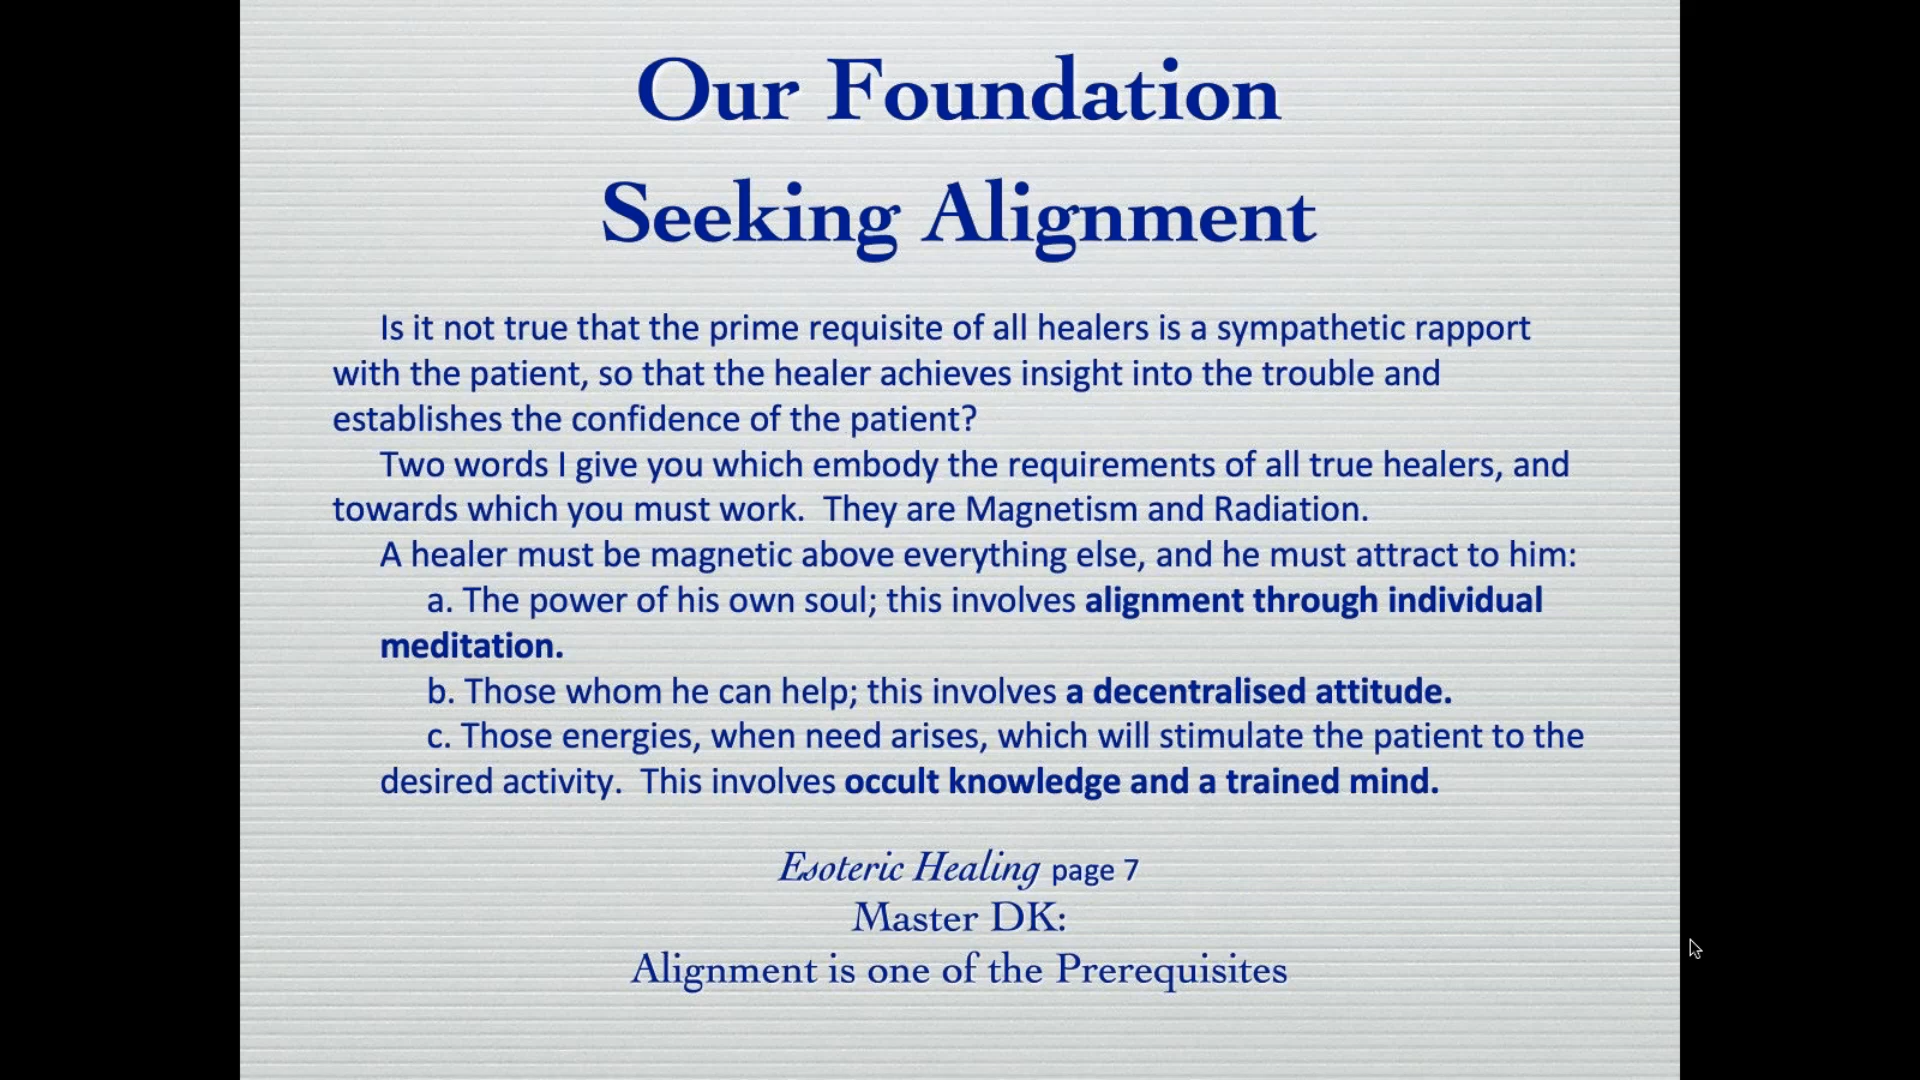 Our Foundation
Seeking Alignment
Is it not true that the prime requisite of all healers is a sympathetic rapport
with the patient, so that the healer achieves insight into the trouble and
establishes the confidence of the patient?
Two words I give you which embody the requirements of all true healers, and
towards which you must work.  They are Magnetism and Radiation.
A healer must be magnetic above everything else, and he must attract to him:
a. The power of his own soul; this involves alignment through individual
meditation.
b. Those whom he can help; this involves a decentralised attitude.
c. Those energies, when need arises, which will stimulate the patient to the
desired activity.  This involves occult knowledge and a trained mind.
Esoteric Healing page 7
Master DK:
Alignment is one of the Prerequisites